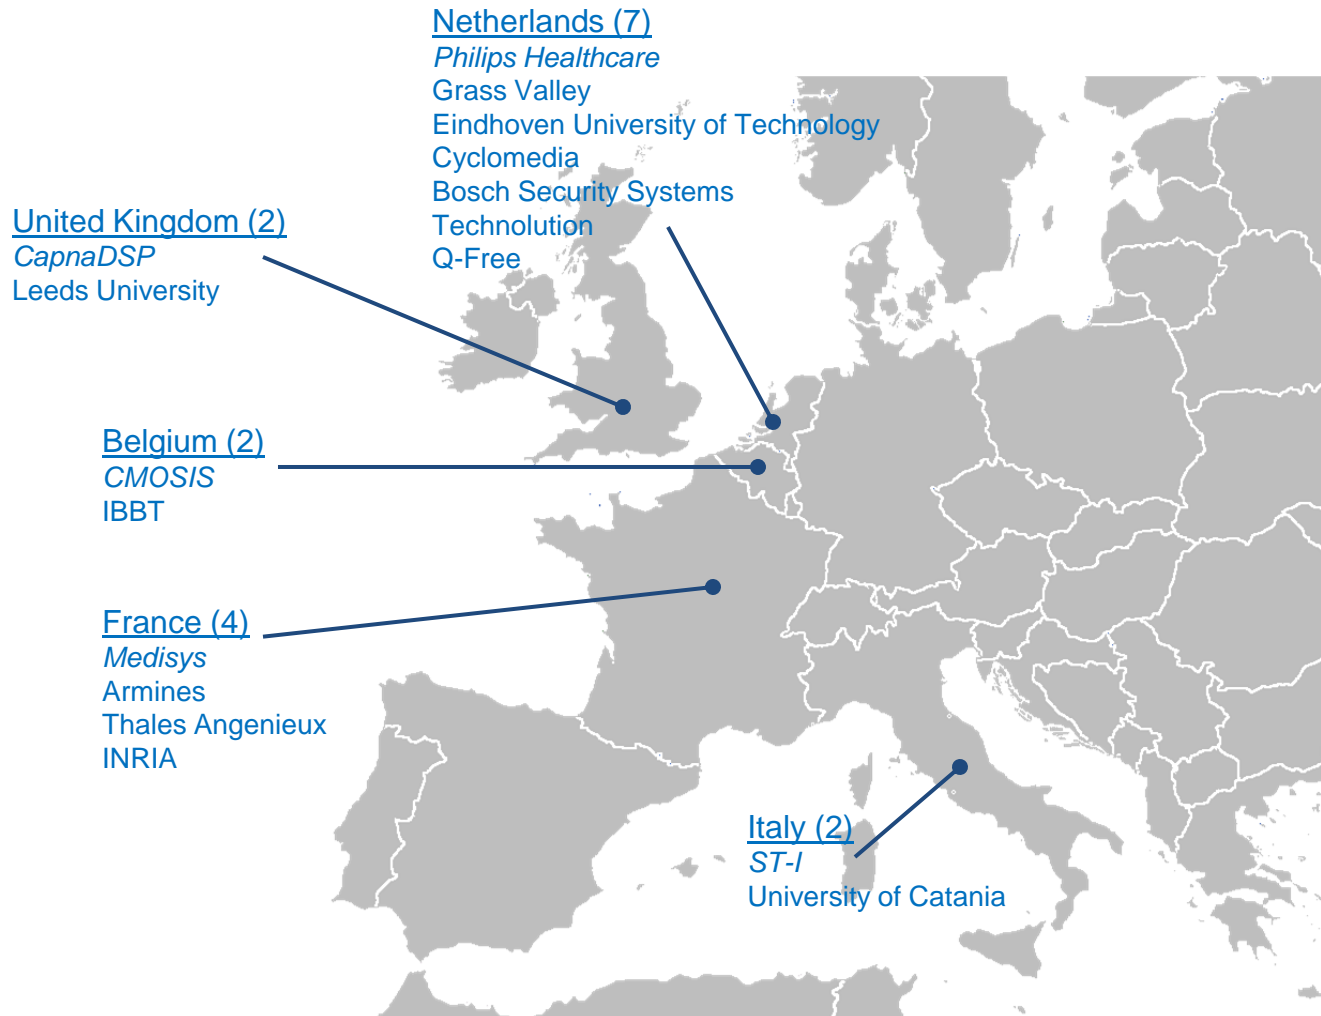 Netherlands (7)
Philips Healthcare
Grass Valley
Eindhoven University of Technology
Cyclomedia
Bosch Security Systems
Technolution
Q-Free
United Kingdom (2)
CapnaDSP
Leeds University
Belgium (2)
CMOSIS
IBBT
France (4)
Medisys
Armines
Thales Angenieux
INRIA
Italy (2)
ST-I
University of Catania